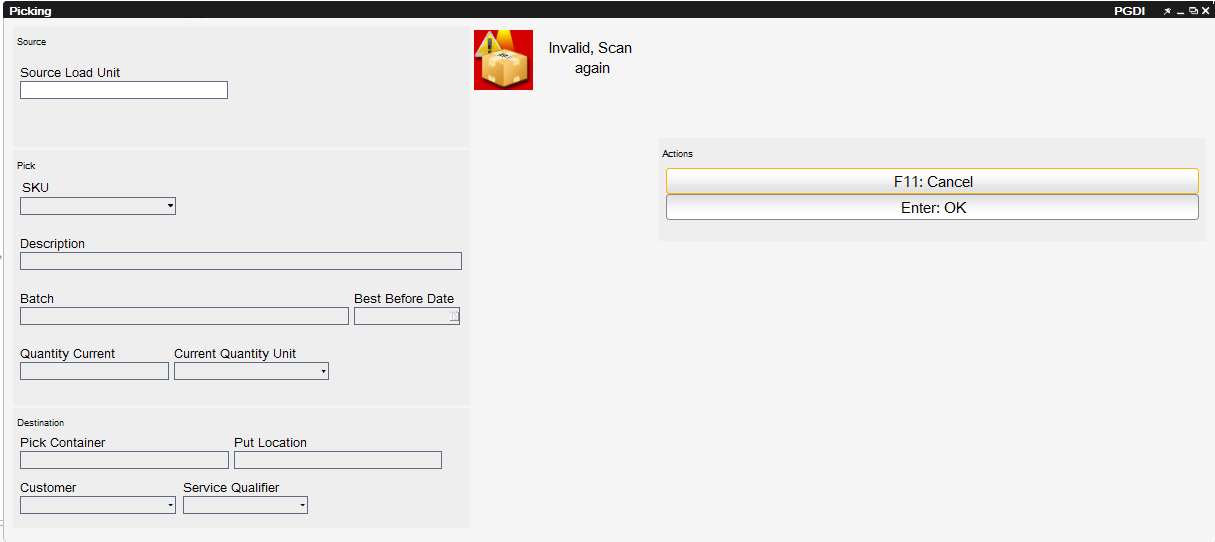 Picking
PGDI
Source
Source Load Unit
Invalid, Scan
again
Actions
F11: Cancel
Enter: OK
Pick
SKU
Description
Batch
Best Before Date
Quantity Current
Current Quantity Unit
Destination
Pick Container
Put Location
Customer
Service Qualifier